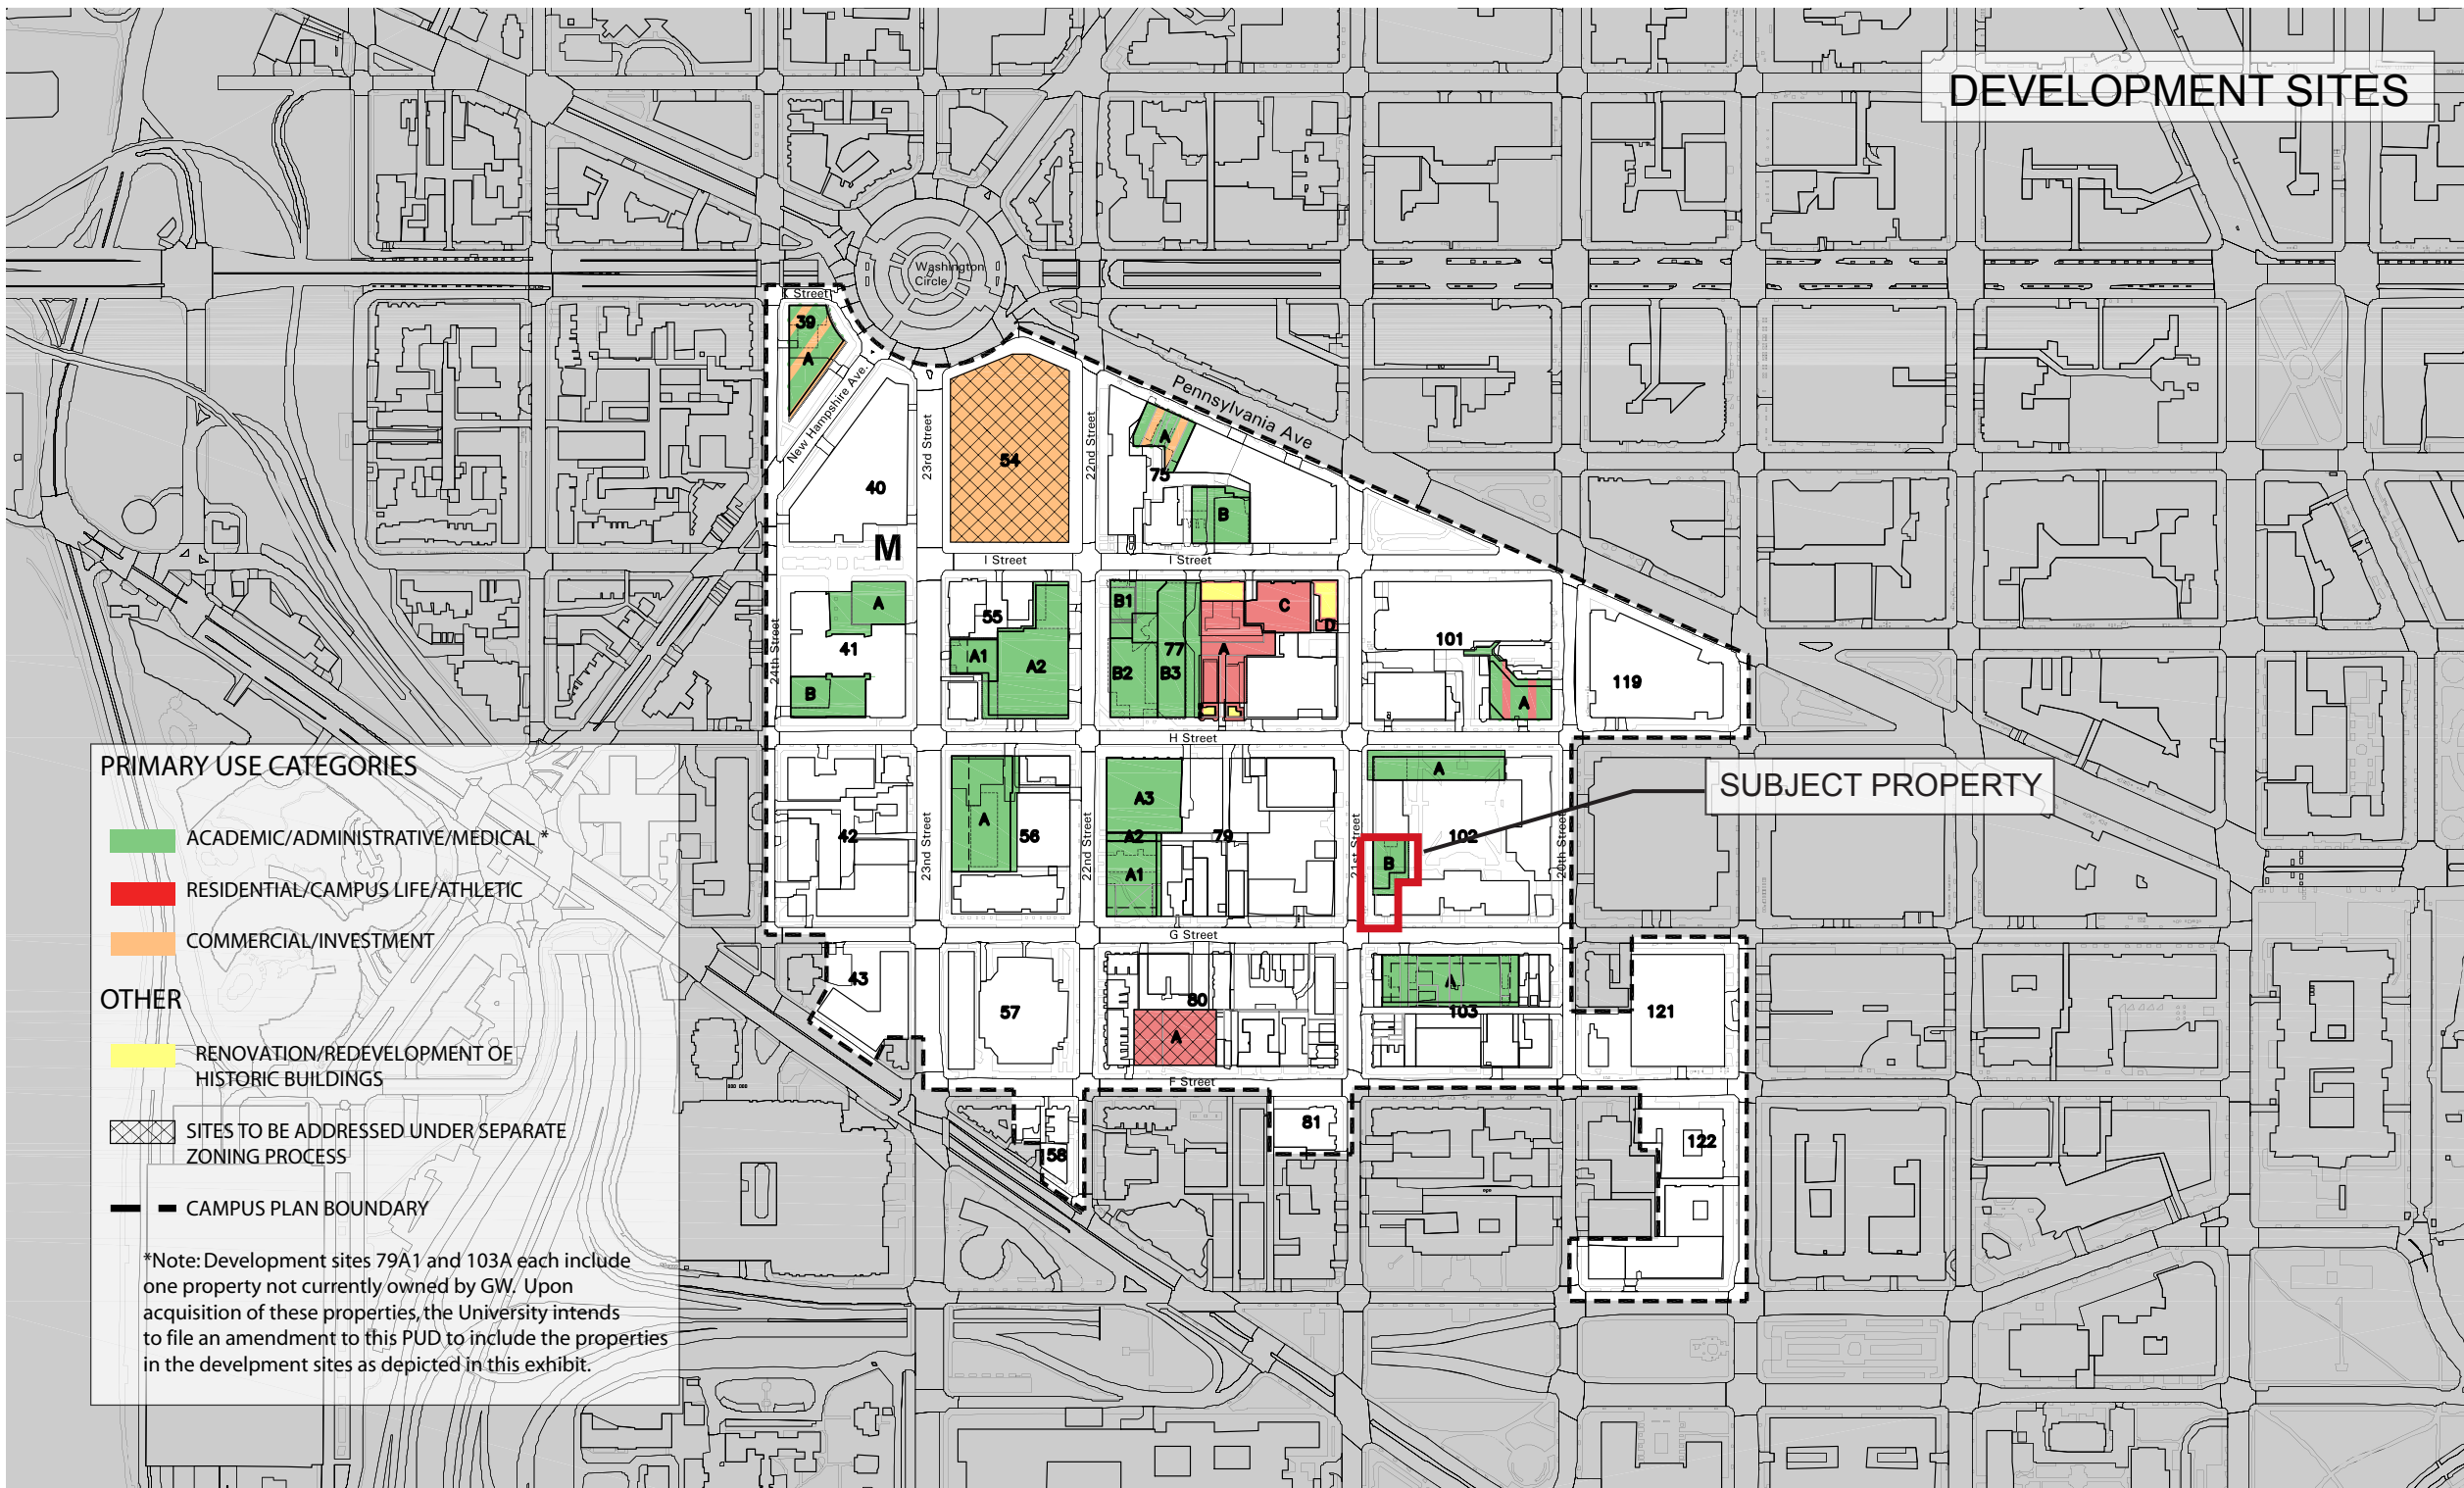 DEVELOPMENT SITES
Washington
Circle
K Street
39
A
New Hampshire Ave.
Pennsylvania Ave
23rd Street
22nd Street
54
A
75
40
B
M
I Street
I Street
A
55
B1
C
D
24th Street
41
A1
A2
77
B2
B3
A
101
119
B
A
H Street
PRIMARY USE CATEGORIES
ACADEMIC/ADMINISTRATIVE/MEDICAL *
RESIDENTIAL/CAMPUS LIFE/ATHLETIC
COMMERCIAL/INVESTMENT
OTHER
RENOVATION/REDEVELOPMENT OF
HISTORIC BUILDINGS
SITES TO BE ADDRESSED UNDER SEPARATE
ZONING PROCESS
CAMPUS PLAN BOUNDARY
*Note: Development sites 79A1 and 103A each include
one property not currently owned by GW. Upon
acquisition of these properties, the University intends
to file an amendment to this PUD to include the properties
in the develpment sites as depicted in this exhibit.
SUBJECT PROPERTY
A
A3
A
42
56
A2
79
102
23rd Street
22nd Street
A1
21st Street
B
20th Street
G Street
43
57
80
A
A
103
121
F Street
58
81
122